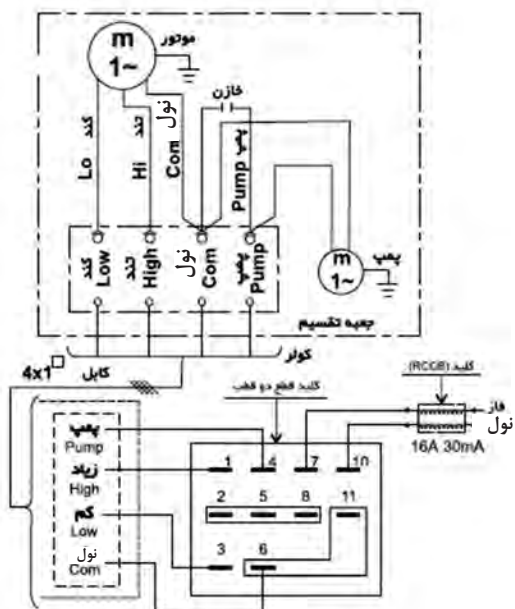 m
1~
موتور
خازن
کند
Lo
تند
Hi
نول
Com
پمپ
Pump
کند
Low
تند
High
نول
Com
پمپ
Pump
m
1~
پمپ
جعبه تقسیم
کولر
4x1
کابل
کلید قطع دو قطب
کلید (RCCB)
فاز
نول
16A 30mA
پمپ
Pump
زیاد
High
کم
Low
نول
Com
1 4 7 10
2 5 8 11
3 6